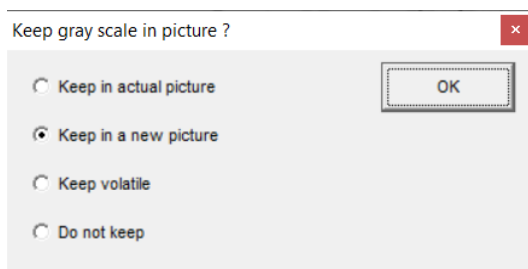 Keep gray scale in picture ?
Keep in actual picture
OK
Keep in a new picture
Keep volatile
Do not keep